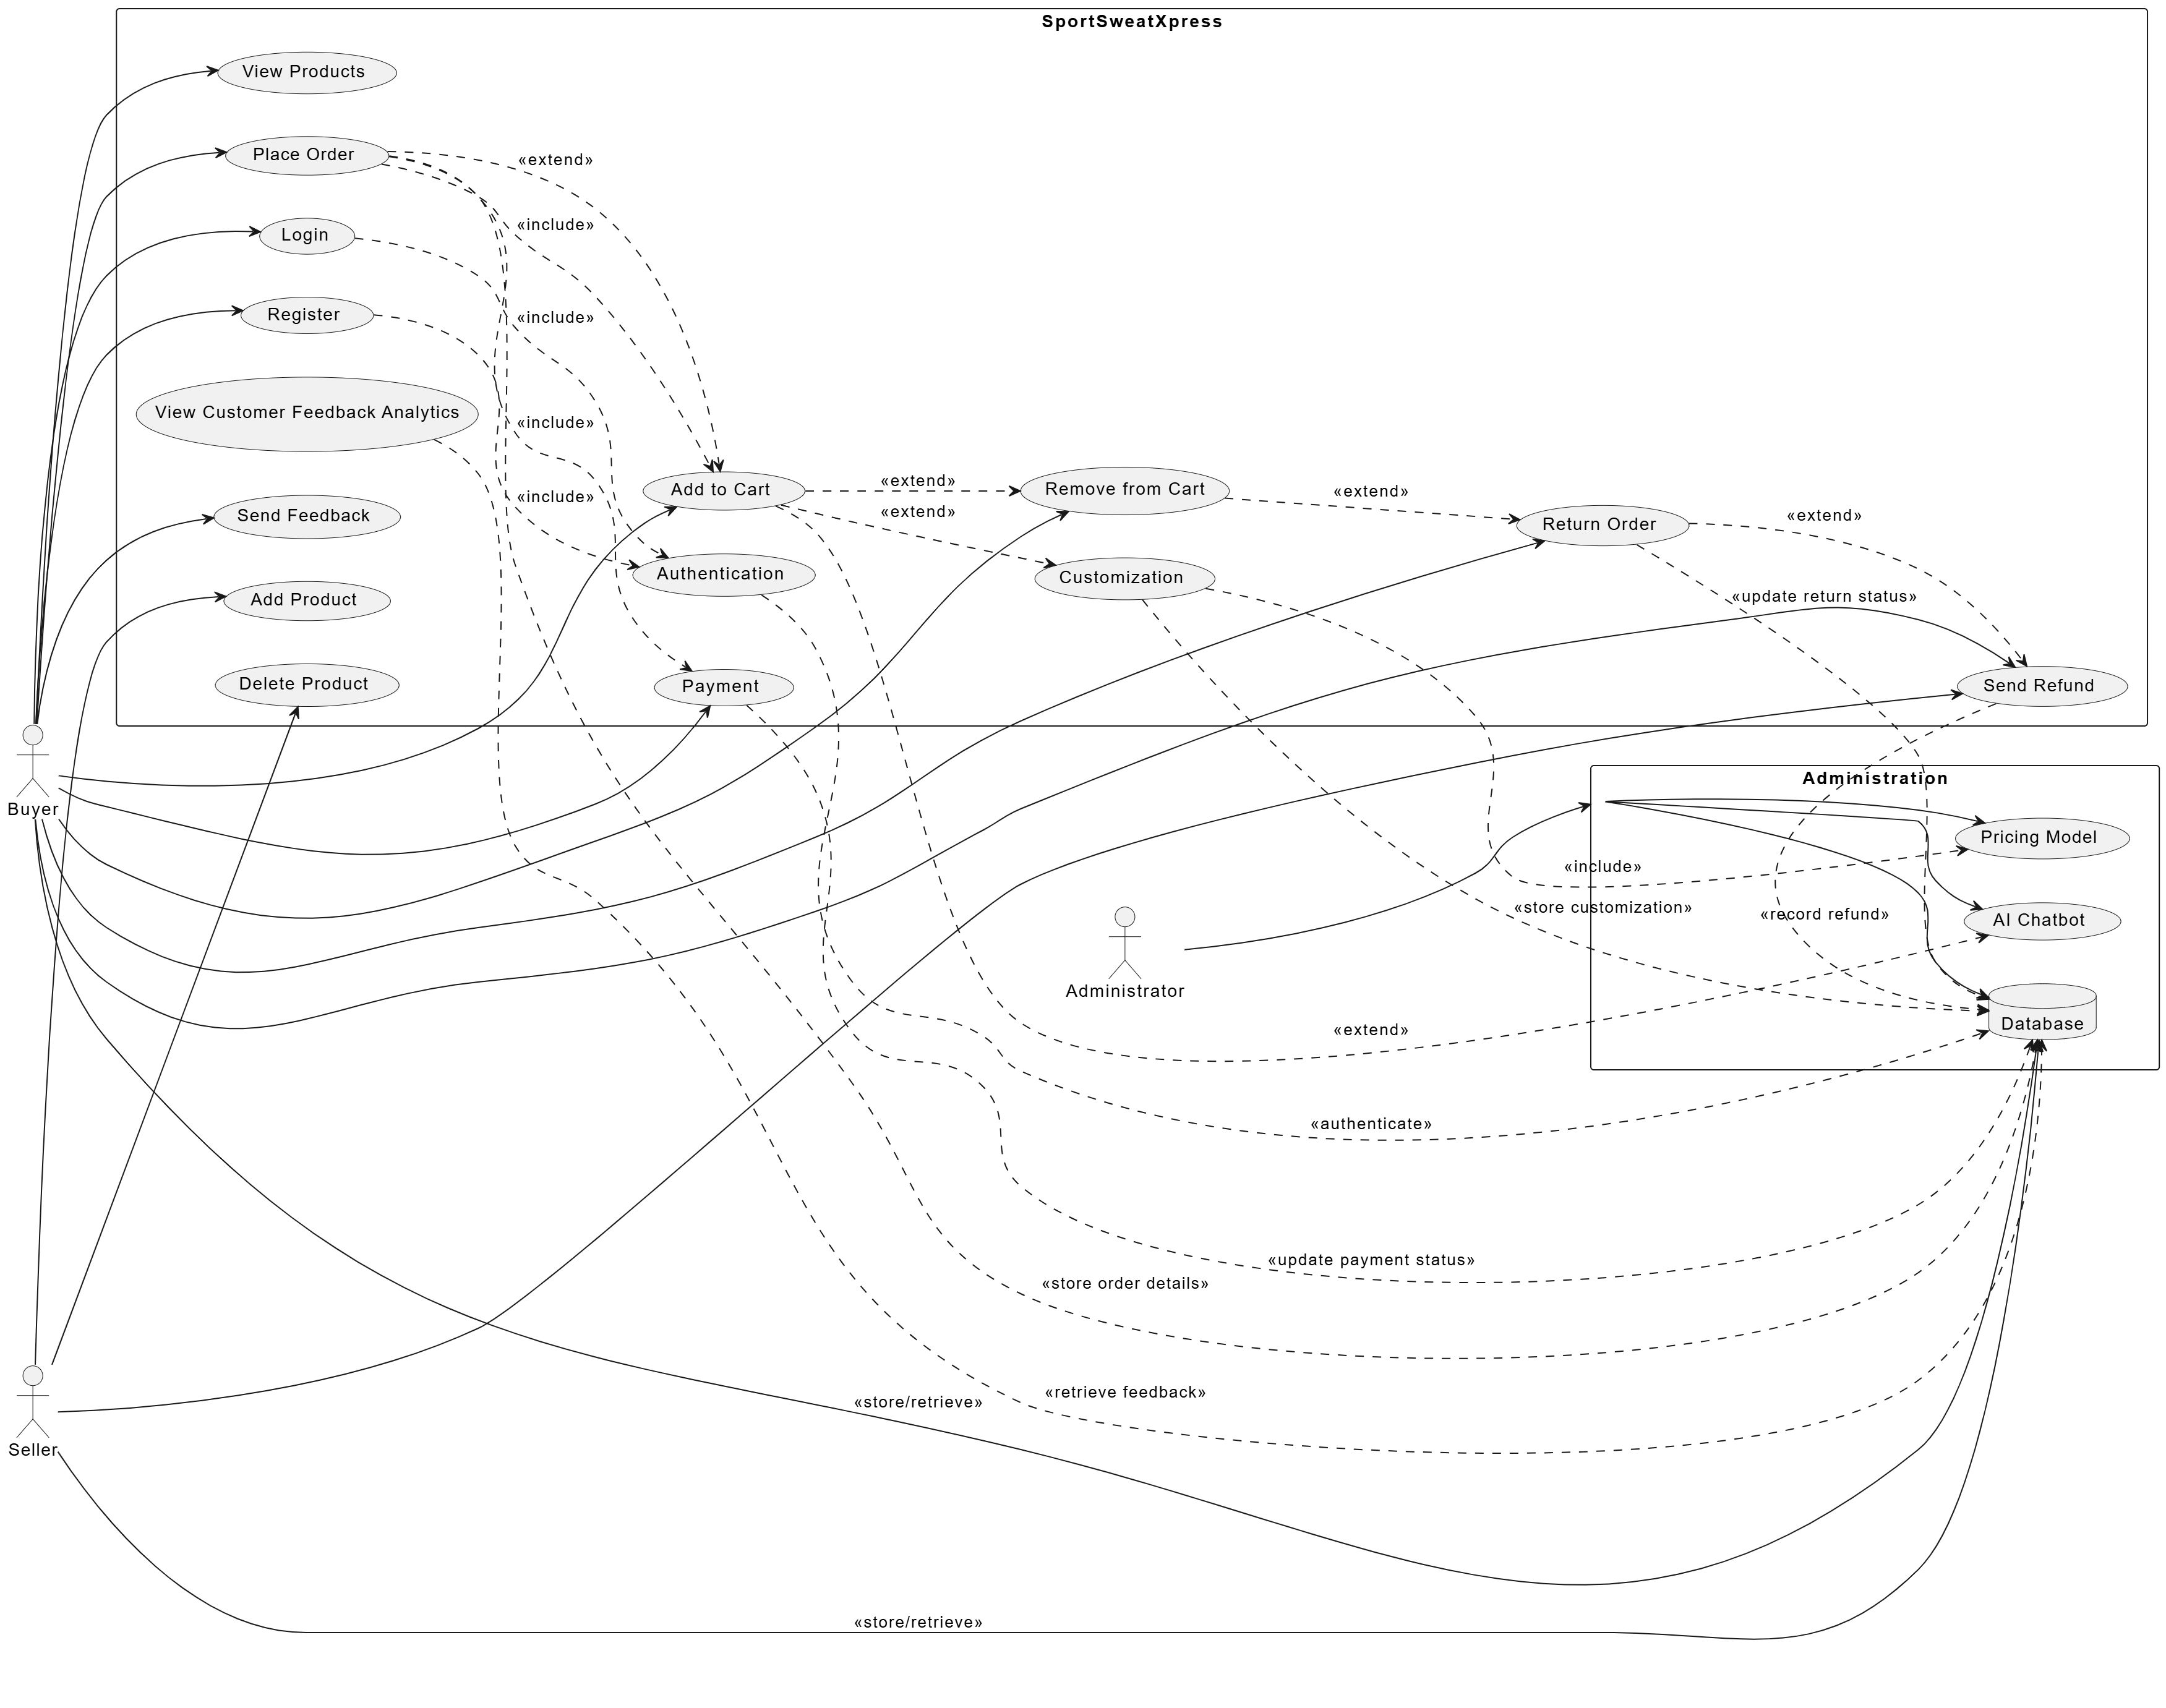 SportSweatXpress
View Products
Place Order
«extend»
«include»
Login
Register
«include»
View Customer Feedback Analytics
«include»
«include»
Add to Cart
«extend»
Remove from Cart
«extend»
«extend»
Send Feedback
Return Order
«extend»
Authentication
Customization
Add Product
«update return status»
Delete Product
Payment
Send Refund
Buyer
Administration
Pricing Model
«include»
«store customization»
«record refund»
AI Chatbot
Administrator
«extend»
Database
«authenticate»
«update payment status»
«store order details»
«retrieve feedback»
«store/retrieve»
Seller
«store/retrieve»